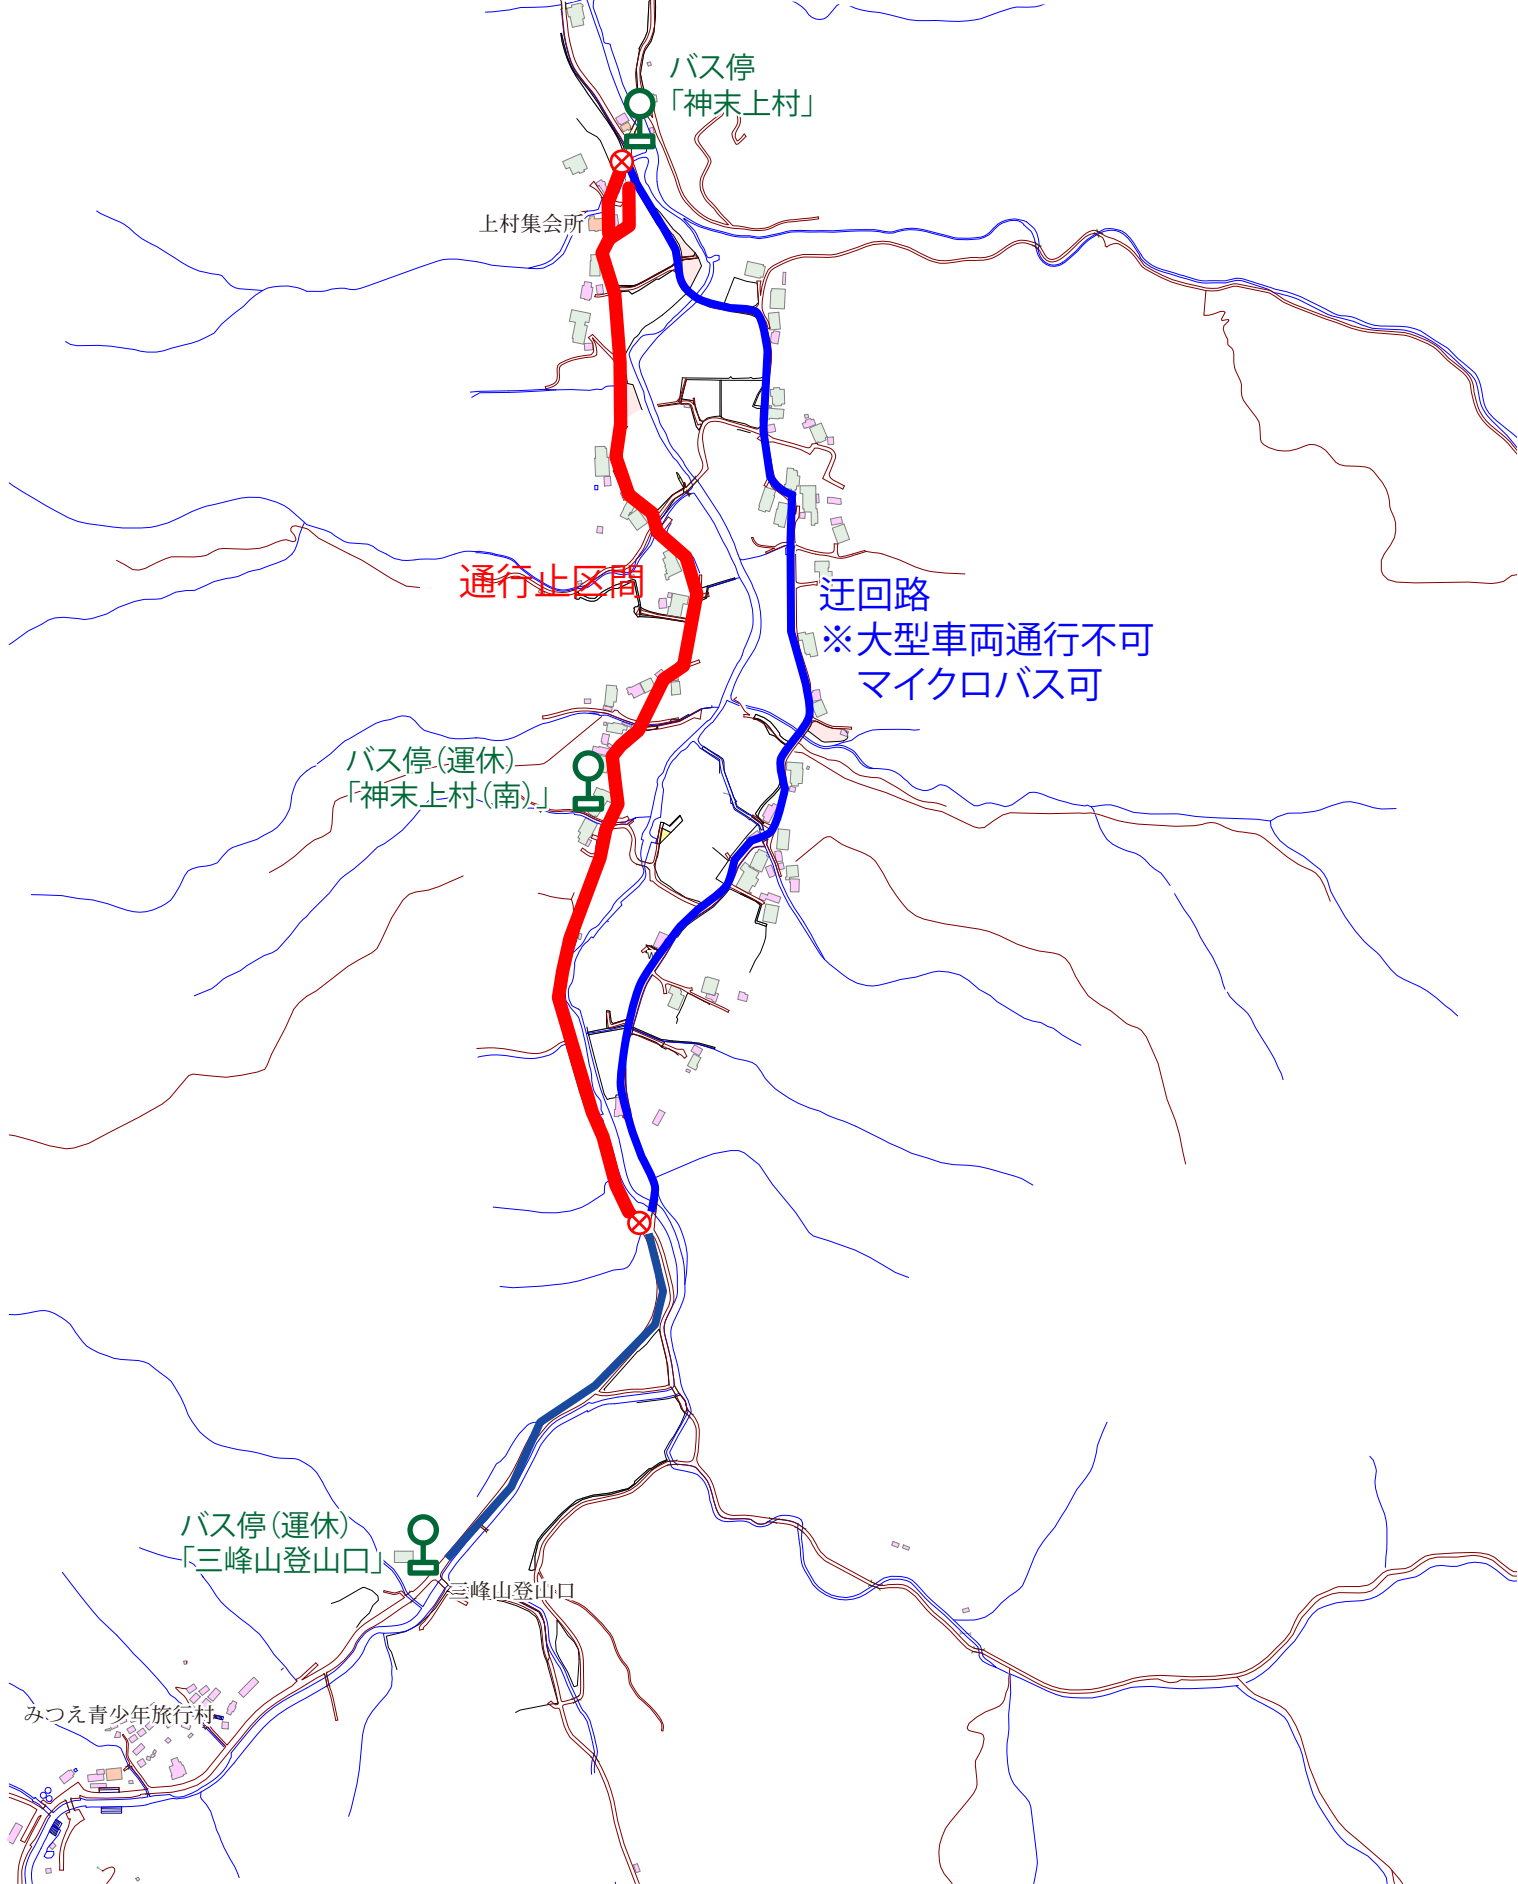 バス停
「神末上村」
上村集会所
通行止区間
迂回路
※大型車両通行不可
マイクロバス可
バス停(運休)
「神末上村(南)」
バス停(運休)
「三峰山登山口」
三峰山登山口
みつえ青少年旅行村